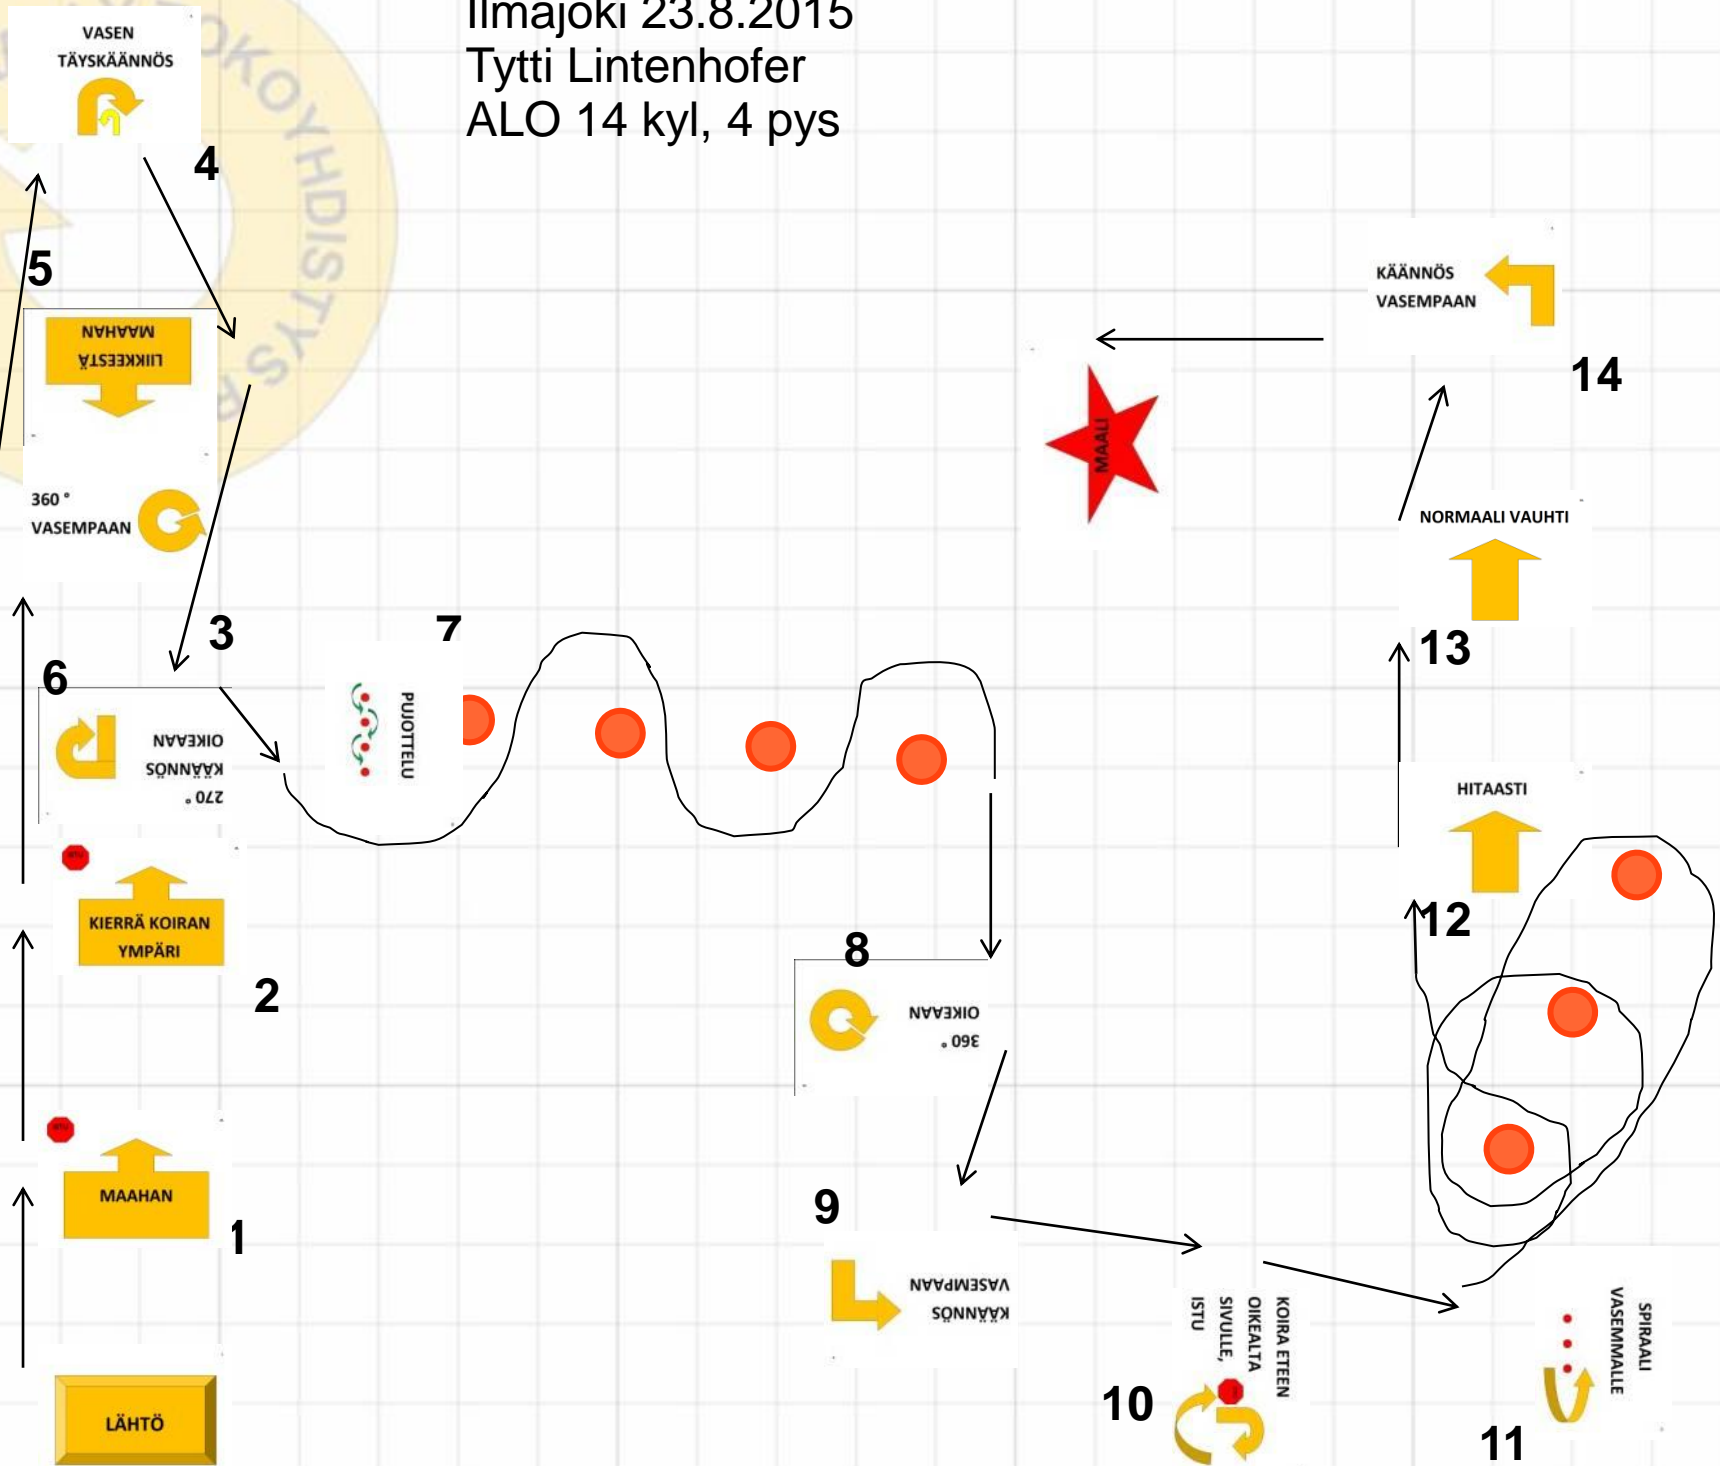 Ilmajoki 23.8.2015
Tytti Lintenhofer
ALO 14 kyl, 4 pys
VASEN
TÄYSKÄÄNNÖS
4
OKOYHDISTYS R
5
LIIKKEESTÄ
MAAHAN
360 °
VASEMPAAN
3
6
270 °
KÄÄNNÖS
OIKEAAN
KIERRÄ KOIRAN
YMPÄRI
2
MAAHAN
1
LÄHTÖ
7
PUJOTTELU
8
360 °
OIKEAAN
9
KÄÄNNÖS
VASEMPAAN
KOIRA ETEEN
OIKEALTA
SIVULLE,
ISTU
10
SPIRAALI
VASEMMALLE
11
HITAASTI
12
NORMAALI VAUHTI
13
KÄÄNNÖS
VASEMPAAN
14
MAALI